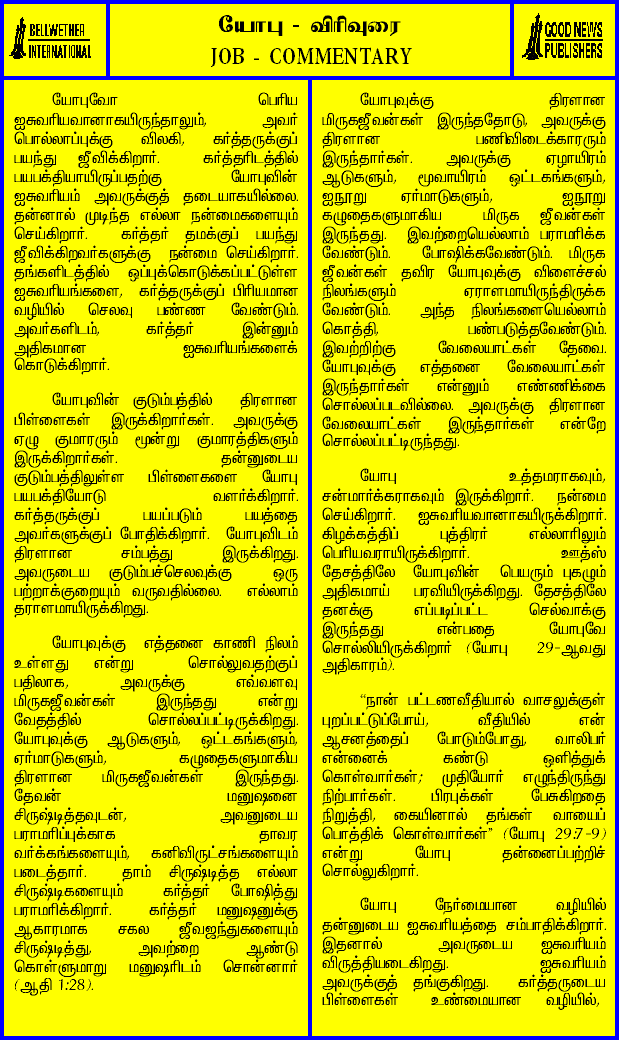 BELLWETHER
INTERNATIONAL
யோபு - விரிவுரை
JOB - COMMENTARY
GOOD NEWS
PUBLISHERS
யோபுவோ பெரிய
ஐசுவரியவானாகயிருந்தாலும், அவர்
பொல்லாப்புக்கு விலகி, கர்த்தருக்குப்
பயந்து ஜீவிக்கிறார். கர்த்தரிடத்தில்
பயபக்தியாயிருப்பதற்கு யோபுவின்
ஐசுவரியம் அவருக்குத் தடையாகயில்லை.
தன்னால் முடிந்த எல்லா நன்மைகளையும்
செய்கிறார். கர்த்தர் தமக்குப் பயந்து
ஜீவிக்கிறவர்களுக்கு நன்மை செய்கிறார்.
தங்களிடத்தில் ஒப்புக்கொடுக்கப்பட்டுள்ள
ஐசுவரியங்களை, கர்த்தருக்குப் பிரியமான
வழியில் செலவு பண்ண வேண்டும்.
அவர்களிடம், கர்த்தர் இன்னும்
அதிகமான ஐசுவரியங்களைக்
கொடுக்கிறார்.
யோபுவின் குடும்பத்தில் திரளான
பிள்ளைகள் இருக்கிறார்கள். அவருக்கு
ஏழு குமாரரும் மூன்று குமாரத்திகளும்
இருக்கிறார்கள். தன்னுடைய
குடும்பத்திலுள்ள பிள்ளைகளை யோபு
பயபக்தியோடு வளர்க்கிறார்.
கர்த்தருக்குப் பயப்படும் பயத்தை
அவர்களுக்குப் போதிக்கிறார். யோபுவிடம்
திரளான சம்பத்து இருக்கிறது.
அவருடைய குடும்பச்செலவுக்கு ஒரு
பற்றாக்குறையும் வருவதில்லை. எல்லாம்
தராளமாயிருக்கிறது.
யோபுவுக்கு எத்தனை காணி நிலம்
உள்ளது என்று சொல்லுவதற்குப்
பதிலாக, அவருக்கு எவ்வளவு
மிருகஜீவன்கள் இருந்தது என்று
வேதத்தில் சொல்லப்பட்டிருக்கிறது.
யோபுவுக்கு ஆடுகளும், ஒட்டகங்களும்,
ஏர்மாடுகளும், கழுதைகளுமாகிய
திரளான மிருகஜீவன்கள் இருந்தது.
தேவன் மனுஷனை
சிருஷ்டித்தவுடன், அவனுடைய
பராமரிப்புக்காக தாவர
வர்க்கங்களையும், கனிவிருட்சங்களையும்
படைத்தார். தாம் சிருஷ்டித்த எல்லா
சிருஷ்டிகளையும் கர்த்தர் போஷித்து
பராமரிக்கிறார். கர்த்தர் மனுஷனுக்கு
ஆகாரமாக சகல ஜீவஜந்துகளையும்
சிருஷ்டித்து, அவற்றை ஆண்டு
கொள்ளுமாறு மனுஷரிடம் சொன்னார்
(ஆதி 1:28).
யோபுவுக்கு திரளான
மிருகஜீவன்கள் இருந்ததோடு, அவருக்கு
திரளான பணிவிடைக்காரரும்
இருந்தார்கள். அவருக்கு ஏழாயிரம்
ஆடுகளும், மூவாயிரம் ஒட்டகங்களும்,
ஐநூறு ஏர்மாடுகளும், ஐநூறு
கழுதைகளுமாகிய மிருக ஜீவன்கள்
இருந்தது. இவற்றையெல்லாம் பராமரிக்க
வேண்டும். போஷிக்கவேண்டும். மிருக
ஜீவன்கள் தவிர யோபுவுக்கு விளைச்சல்
நிலங்களும் ஏராளமாயிருந்திருக்க
வேண்டும். அந்த நிலங்களையெல்லாம்
கொத்தி, பண்படுத்தவேண்டும்.
இவற்றிற்கு வேலையாட்கள் தேவை.
யோபுவுக்கு எத்தனை வேலையாட்கள்
இருந்தார்கள் என்னும் எண்ணிக்கை
சொல்லப்படவில்லை. அவருக்கு திரளான
வேலையாட்கள் இருந்தார்கள் என்றே
சொல்லப்பட்டிருந்தது.
யோபு உத்தமராகவும்,
சன்மார்க்கராகவும் இருக்கிறார். நன்மை
செய்கிறார். ஐசுவரியவானாகயிருக்கிறார்.
கிழக்கத்திப் புத்திரர் எல்லாரிலும்
பெரியவராயிருக்கிறார். ஊத்ஸ்
தேசத்திலே யோபுவின் பெயரும் புகழும்
அதிகமாய் பரவியிருக்கிறது. தேசத்திலே
தனக்கு எப்படிப்பட்ட செல்வாக்கு
இருந்தது என்பதை யோபுவே
சொல்லியிருக்கிறார் (யோபு 29-ஆவது
அதிகாரம்).
“நான் பட்டணவீதியால் வாசலுக்குள்
புறப்பட்டுப்போய், வீதியில் என்
ஆசனத்தைப் போடும்போது, வாலிபர்
என்னைக் கண்டு ஒளித்துக்
கொள்வார்கள்; முதியோர் எழுந்திருந்து
நிற்பார்கள். பிரபுக்கள் பேசுகிறதை
நிறுத்தி, கையினால் தங்கள் வாயைப்
பொத்திக் கொள்வார்கள்” (யோபு 29:7-9)
என்று யோபு தன்னைப்பற்றிச்
சொல்லுகிறார்.
யோபு நேர்மையான வழியில்
தன்னுடைய ஐசுவரியத்தை சம்பாதிக்கிறார்.
இதனால் அவருடைய ஐசுவரியம்
விருத்தியடைகிறது. ஐசுவரியம்
அவருக்குத் தங்குகிறது. கர்த்தருடைய
பிள்ளைகள் உண்மையான வழியில்,